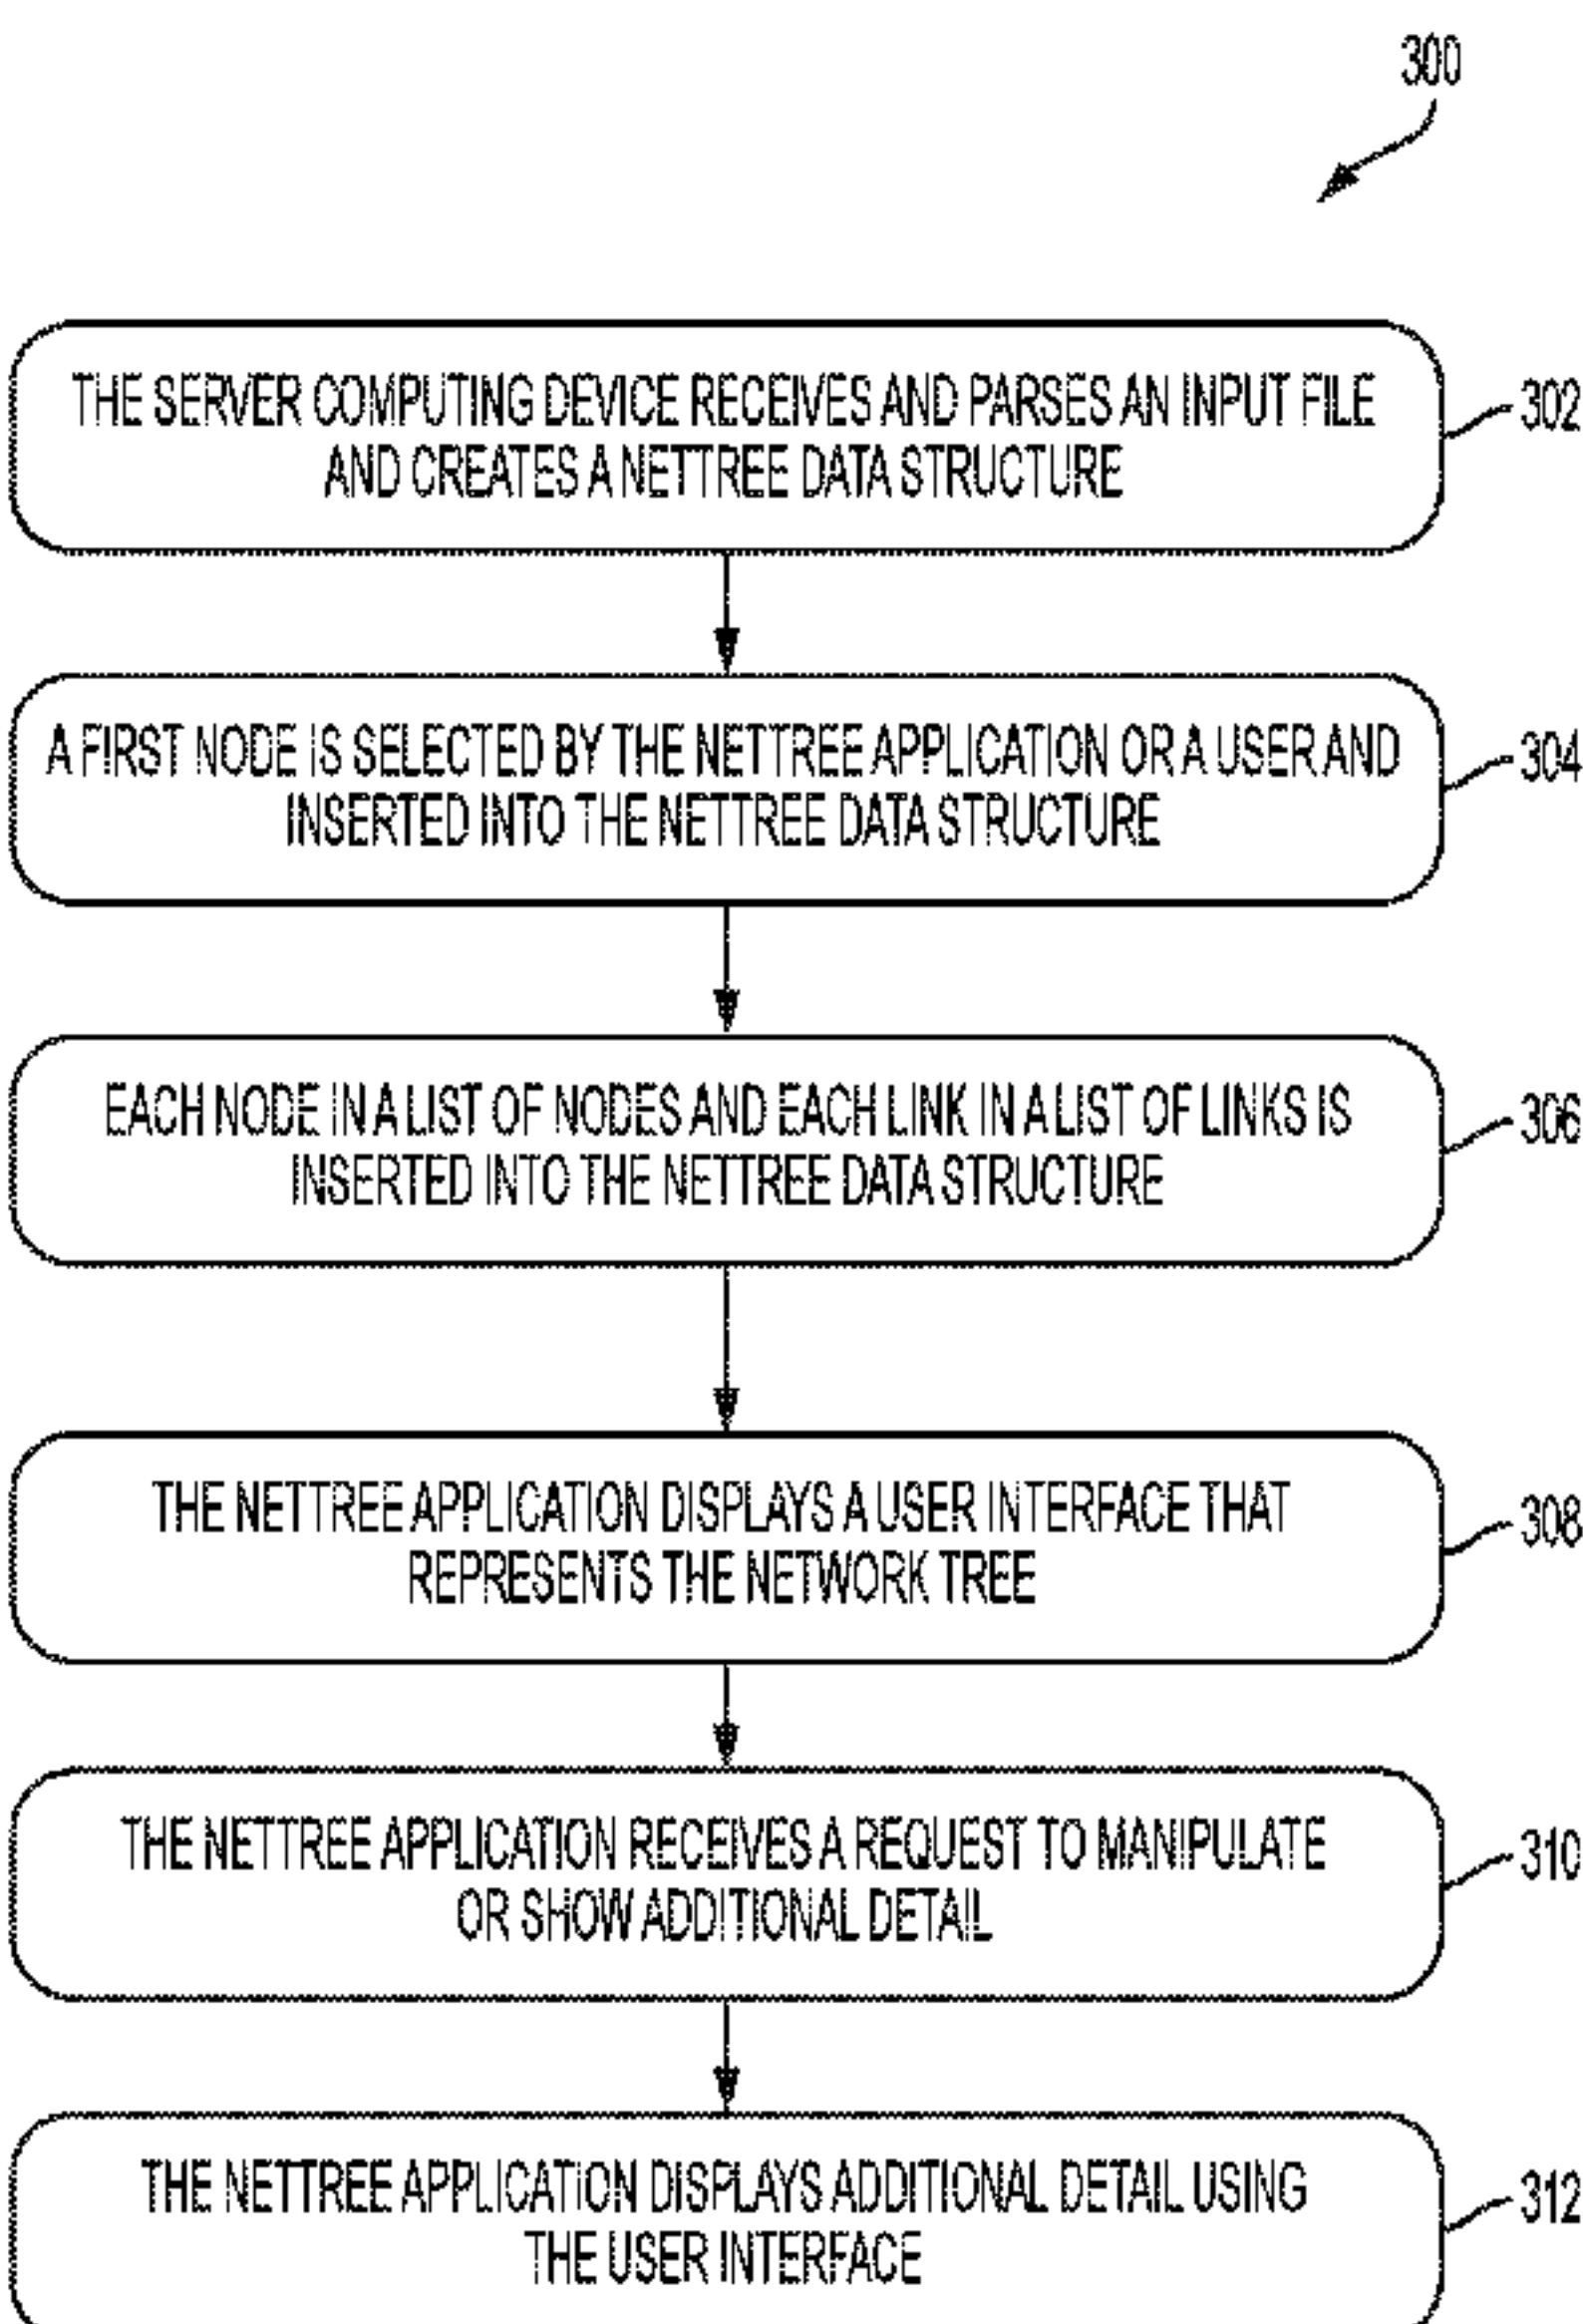 300
THE SERVER COMPUTING DEVICE RECEIVES AND PARSES AN INPUT FILE
AND CREATES A NETTREE DATA STRUCTURE
302
A FIRST NODE IS SELECTED BY THE NETTREE APPLICATION OR A USER AND
INSERTED INTO THE NETTREE DATA STRUCTURE
304
EACH NODE IN A LIST OF NODES AND EACH LINK IN A LIST OF LINKS IS
INSERTED INTO THE NETTREE DATA STRUCTURE
306
THE NETTREE APPLICATION DISPLAYS A USER INTERFACE THAT
REPRESENTS THE NETWORK TREE
308
THE NETTREE APPLICATION RECEIVES A REQUEST TO MANIPULATE
OR SHOW ADDITIONAL DETAIL
310
THE NETTREE APPLICATION DISPLAYS ADDITIONAL DETAIL USING
THE USER INTERFACE
312